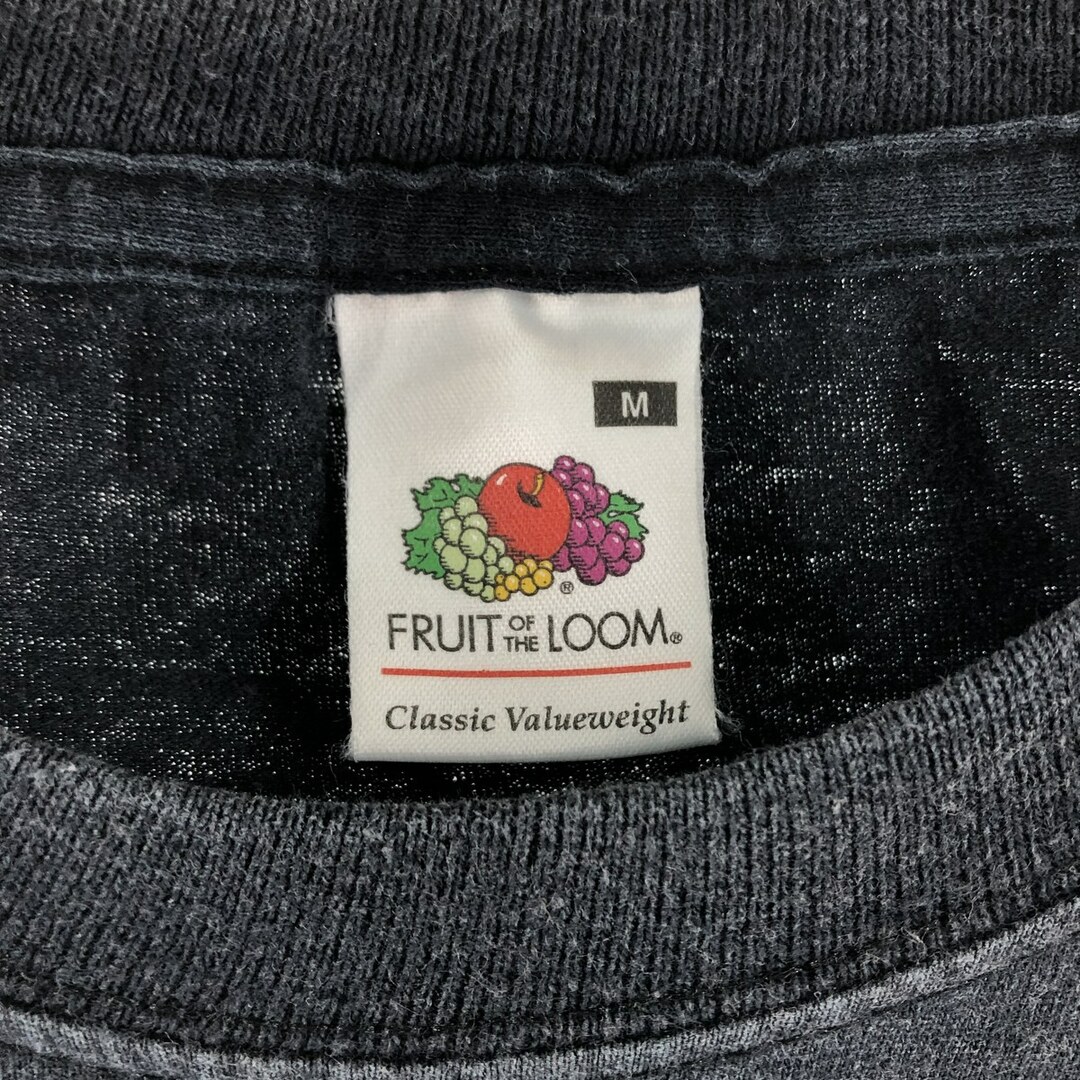 M
®
FRUIT OF THE LOOM®
Classic Valueweight